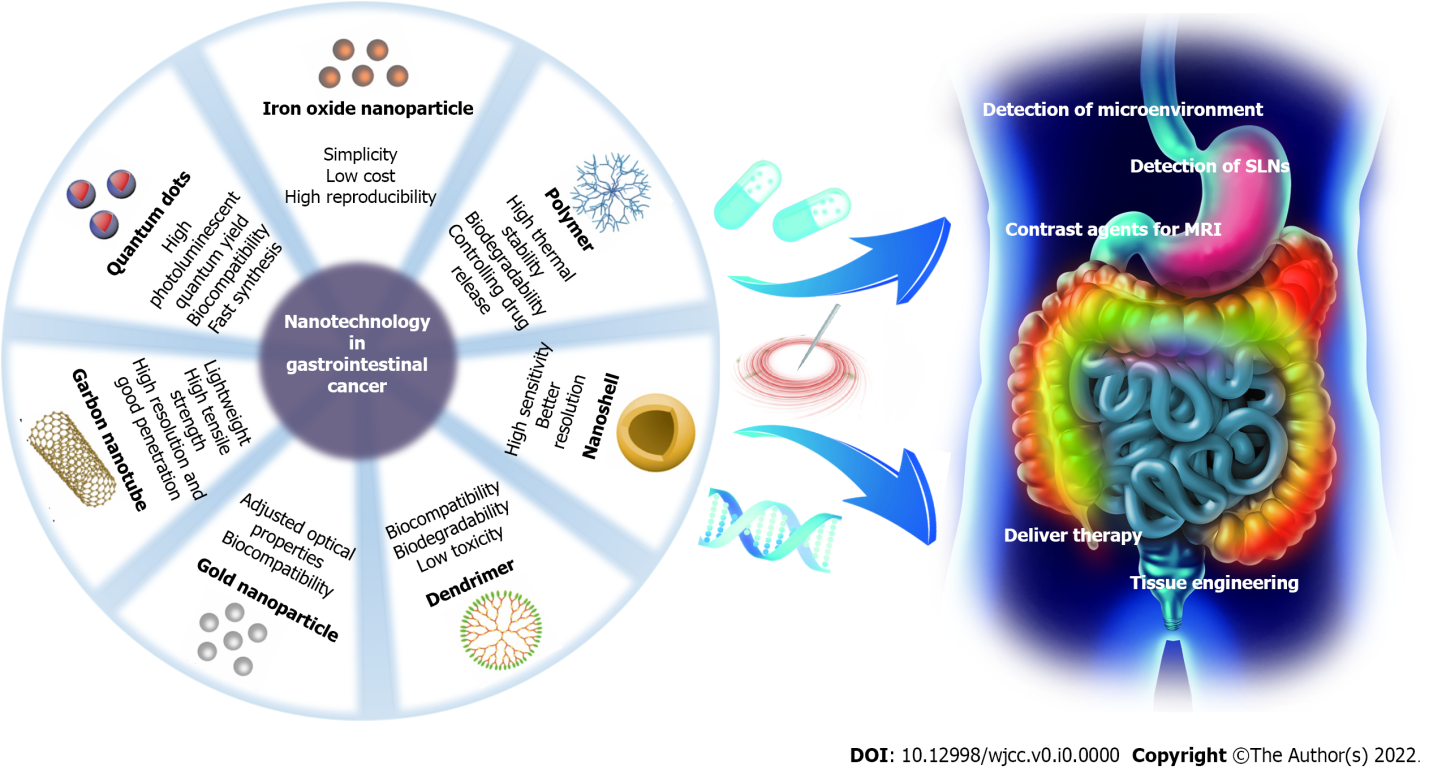 Iron oxide nanoparticle
Simplicity
Low cost
High reproducibility
Polymer
High thermal
stability
Biodegradability
Controlling drug
release
Nanoshell
High sensitivity
Better
resolution
Dendrimer
Biocompatibility
Biodegradability
Low toxicity
Gold nanoparticle
Adjusted optical
properties
Biocompatibility
Garbon nanotube
Lightweight
High tensile
strength
High resolution and
good penetration
Quantum dots
High
photoluminescent
quantum yield
Biocompatibility
Fast synthesis
Nanotechnology
in
gastrointestinal
cancer
Detection of microenvironment
Detection of SLNs
Contrast agents for MRI
Deliver therapy
Tissue engineering
DOI: 10.12998/wjcc.v0.i0.0000 Copyright ©The Author(s) 2022.